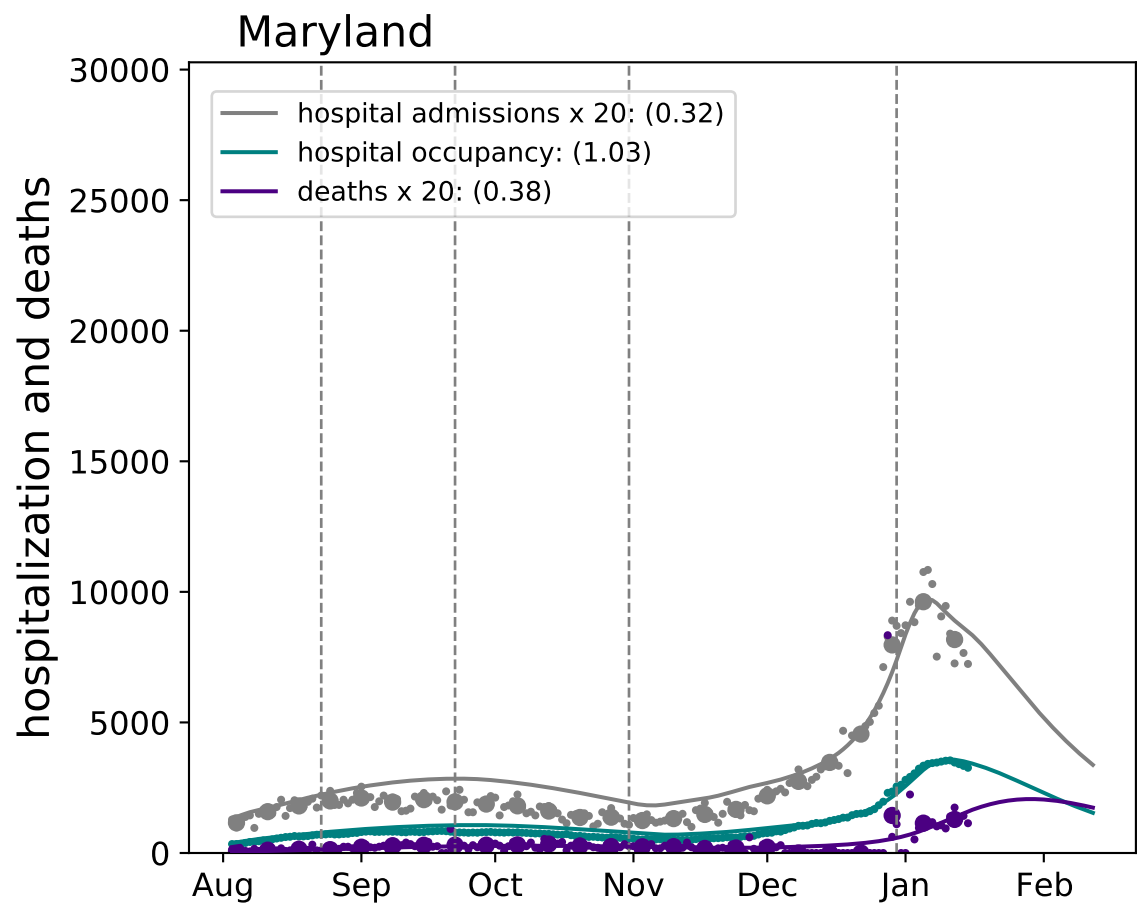 Maryland
30000
25000
20000
15000
10000
5000
0
hospitalization and deaths
hospital admissions x 20: (0.32)
hospital occupancy: (1.03)
deaths x 20: (0.38)
Aug Sep Oct Nov Dec Jan Feb